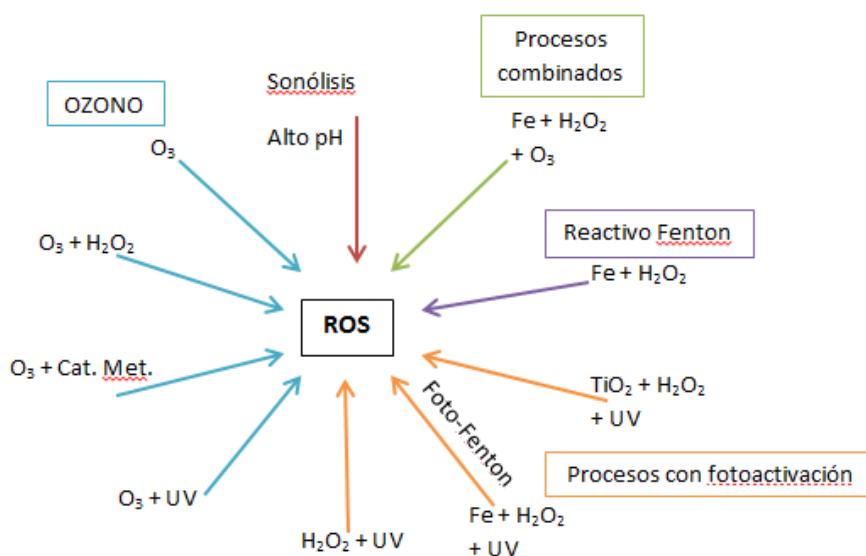 Procesos
combinados
Sonólisis
OZONO
Alto pH
Fe + H₂O₂
+ O₃
O₃
Reactivo Fenton
O₃ + H₂O₂
Fe + H₂O₂
ROS
O₃ + Cat. Met.
TiO₂ + H₂O₂
+ UV
Foto-Fenton
Procesos con fotoactivación
O₃ + UV
H₂O₂ + UV
Fe + H₂O₂
+ UV